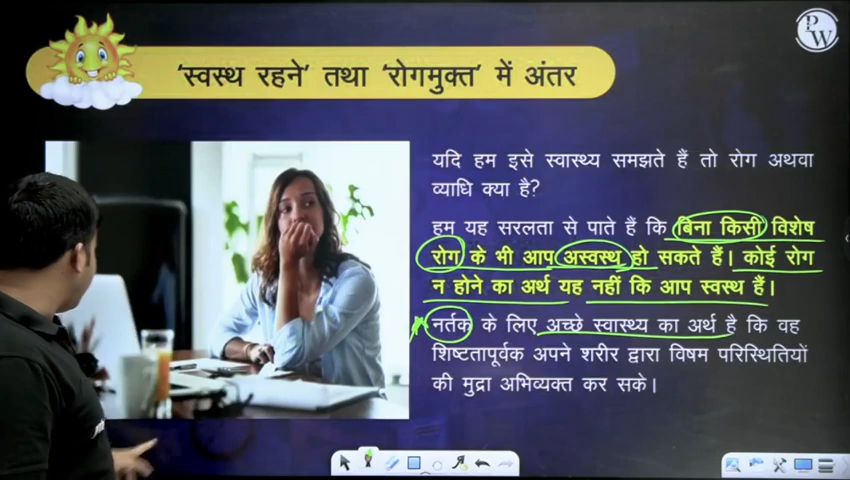 PW
'स्वस्थ रहने' तथा 'रोगमुक्त' में अंतर
यदि हम इसे स्वास्थ्य समझते हैं तो रोग अथवा
व्याधि क्या है?
हम यह सरलता से पाते हैं कि बिना किसी विशेष
रोग के भी आप अस्वस्थ हो सकते हैं। कोई रोग
न होने का अर्थ यह नहीं कि आप स्वस्थ हैं।
नर्तक के लिए अच्छे स्वास्थ्य का अर्थ है कि वह
शिष्टतापूर्वक अपने शरीर द्वारा विषम परिस्थितियों
की मुद्रा अभिव्यक्त कर सके।